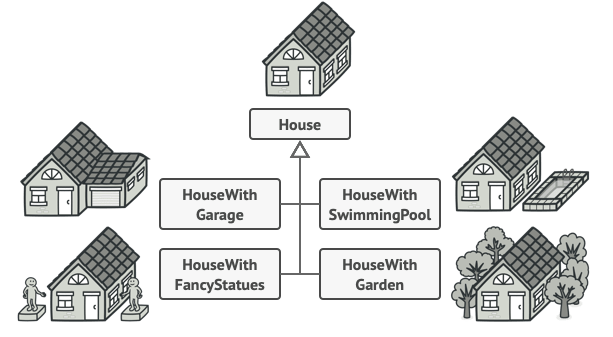 House
HouseWith
Garage
HouseWith
SwimmingPool
HouseWith
FancyStatues
HouseWith
Garden